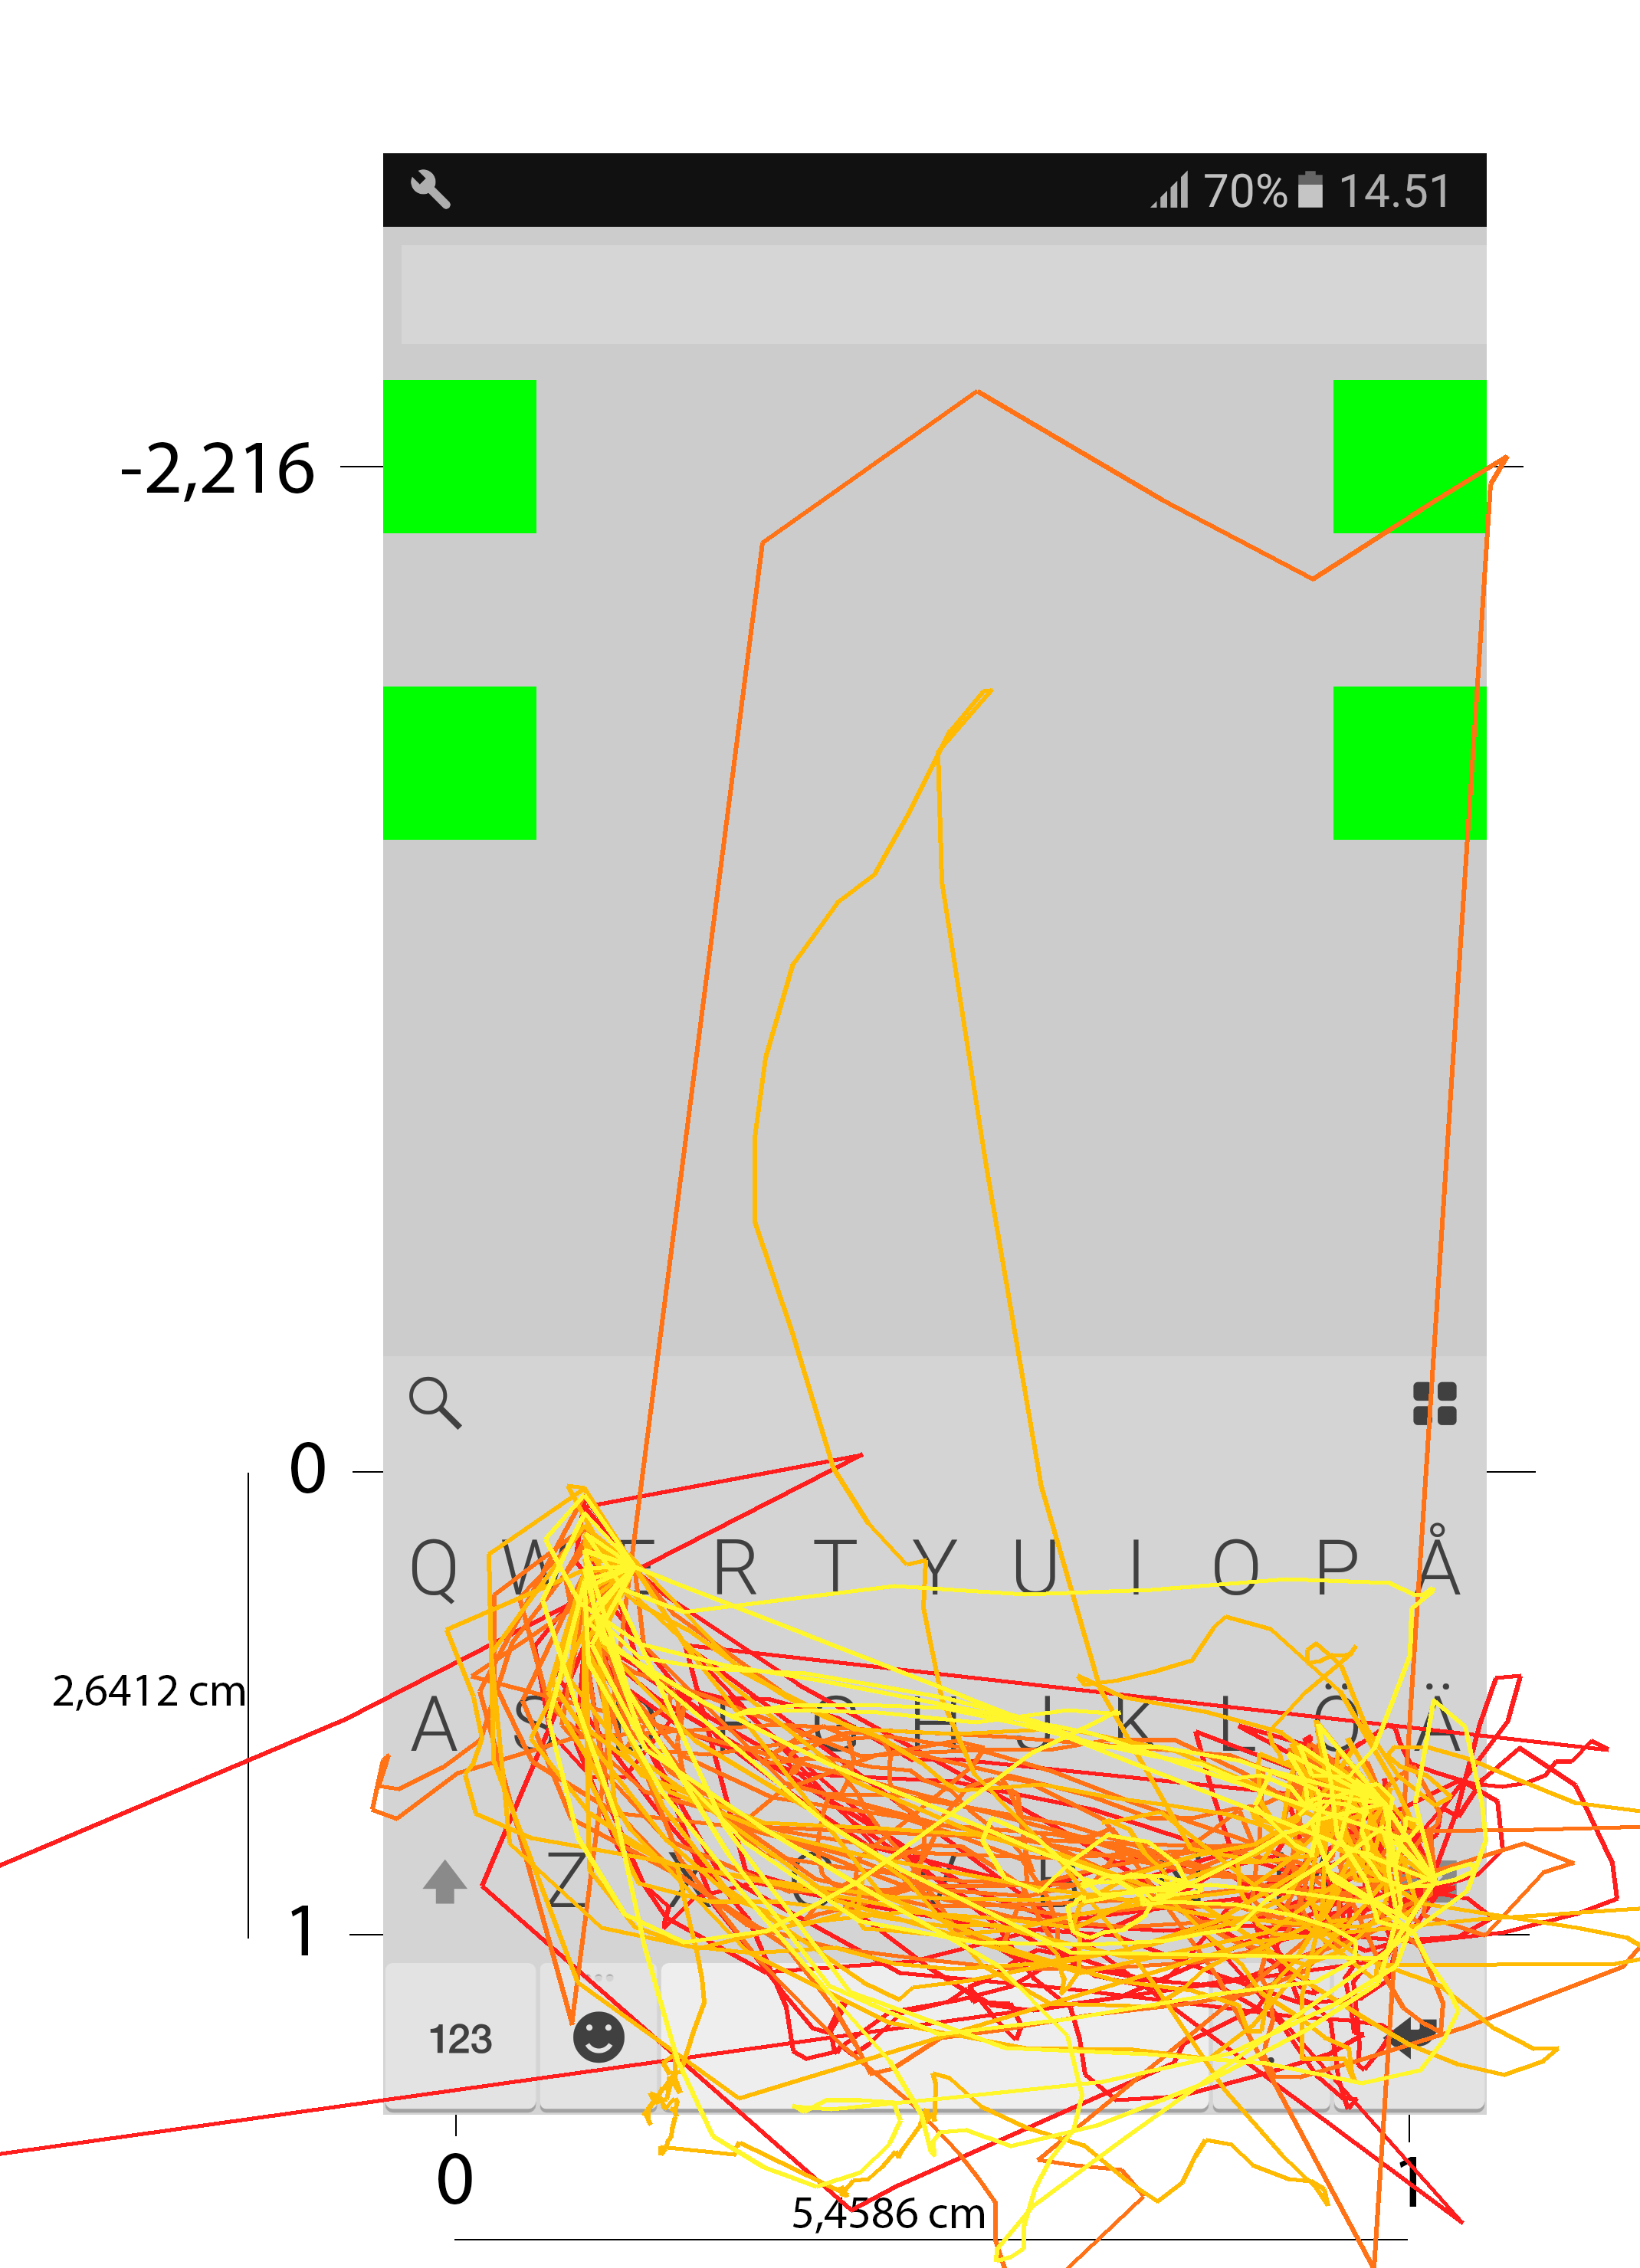 70% 14.51
-2,216
0
Q W E R T Y U I O P Å
A S G H J K L Ö Ä
2,6412 cm
Z X C V B
1
123
0
1
5,4586 cm